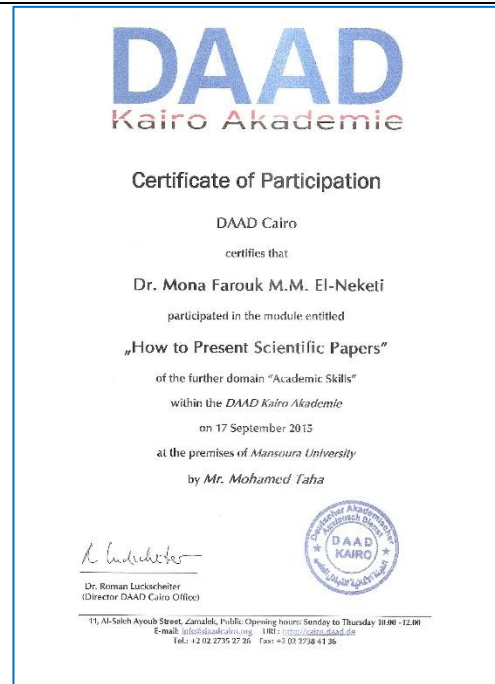 DAAD
Kairo Akademie
Certificate of Participation
DAAD Cairo
certifies that
Dr. Mona Farouk M.M. El-Neketi
participated in the module entitled
„How to Present Scientific Papers”
of the further domain “Academic Skills”
within the DAAD Kairo Akademie
on 17 September 2015
at the premises of Mansoura University
by Mr. Mohamed Taha
Deutscher Akademischer
Austausch Dienst
DAAD
KAIRO
Dr. Roman Luckscheiter
(Director DAAD Cairo Office)
11, Al-Saleh Ayoub Street, Zamalek, Public Opening hours: Sunday to Thursday 10.00 -12.00
E-mail: info@daadcairo.org URL: http://cairo.daad.de
Tel.: +2 02 2735 27 26 Fax: +2 02 2738 41 36